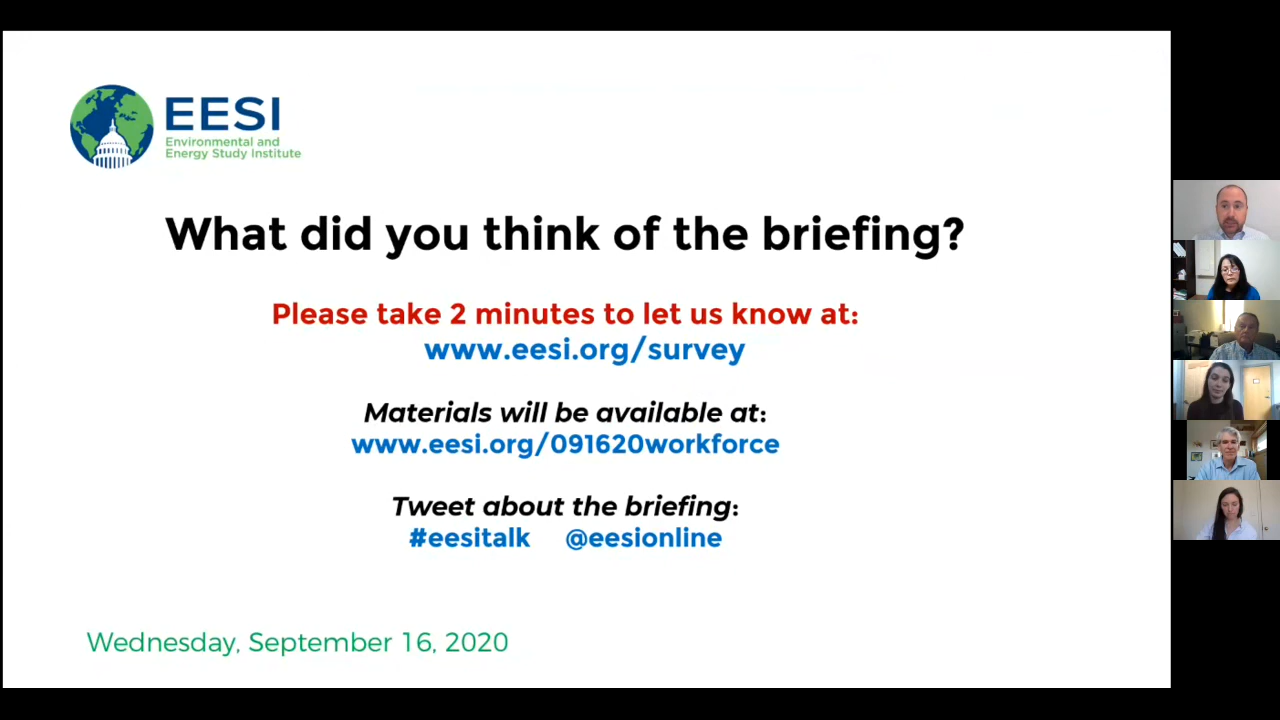 EESI
Environmental and
Energy Study Institute
What did you think of the briefing?
Please take 2 minutes to let us know at:
www.eesi.org/survey
Materials will be available at:
www.eesi.org/091620workforce
Tweet about the briefing:
#eesitalk @eesionline
Wednesday, September 16, 2020